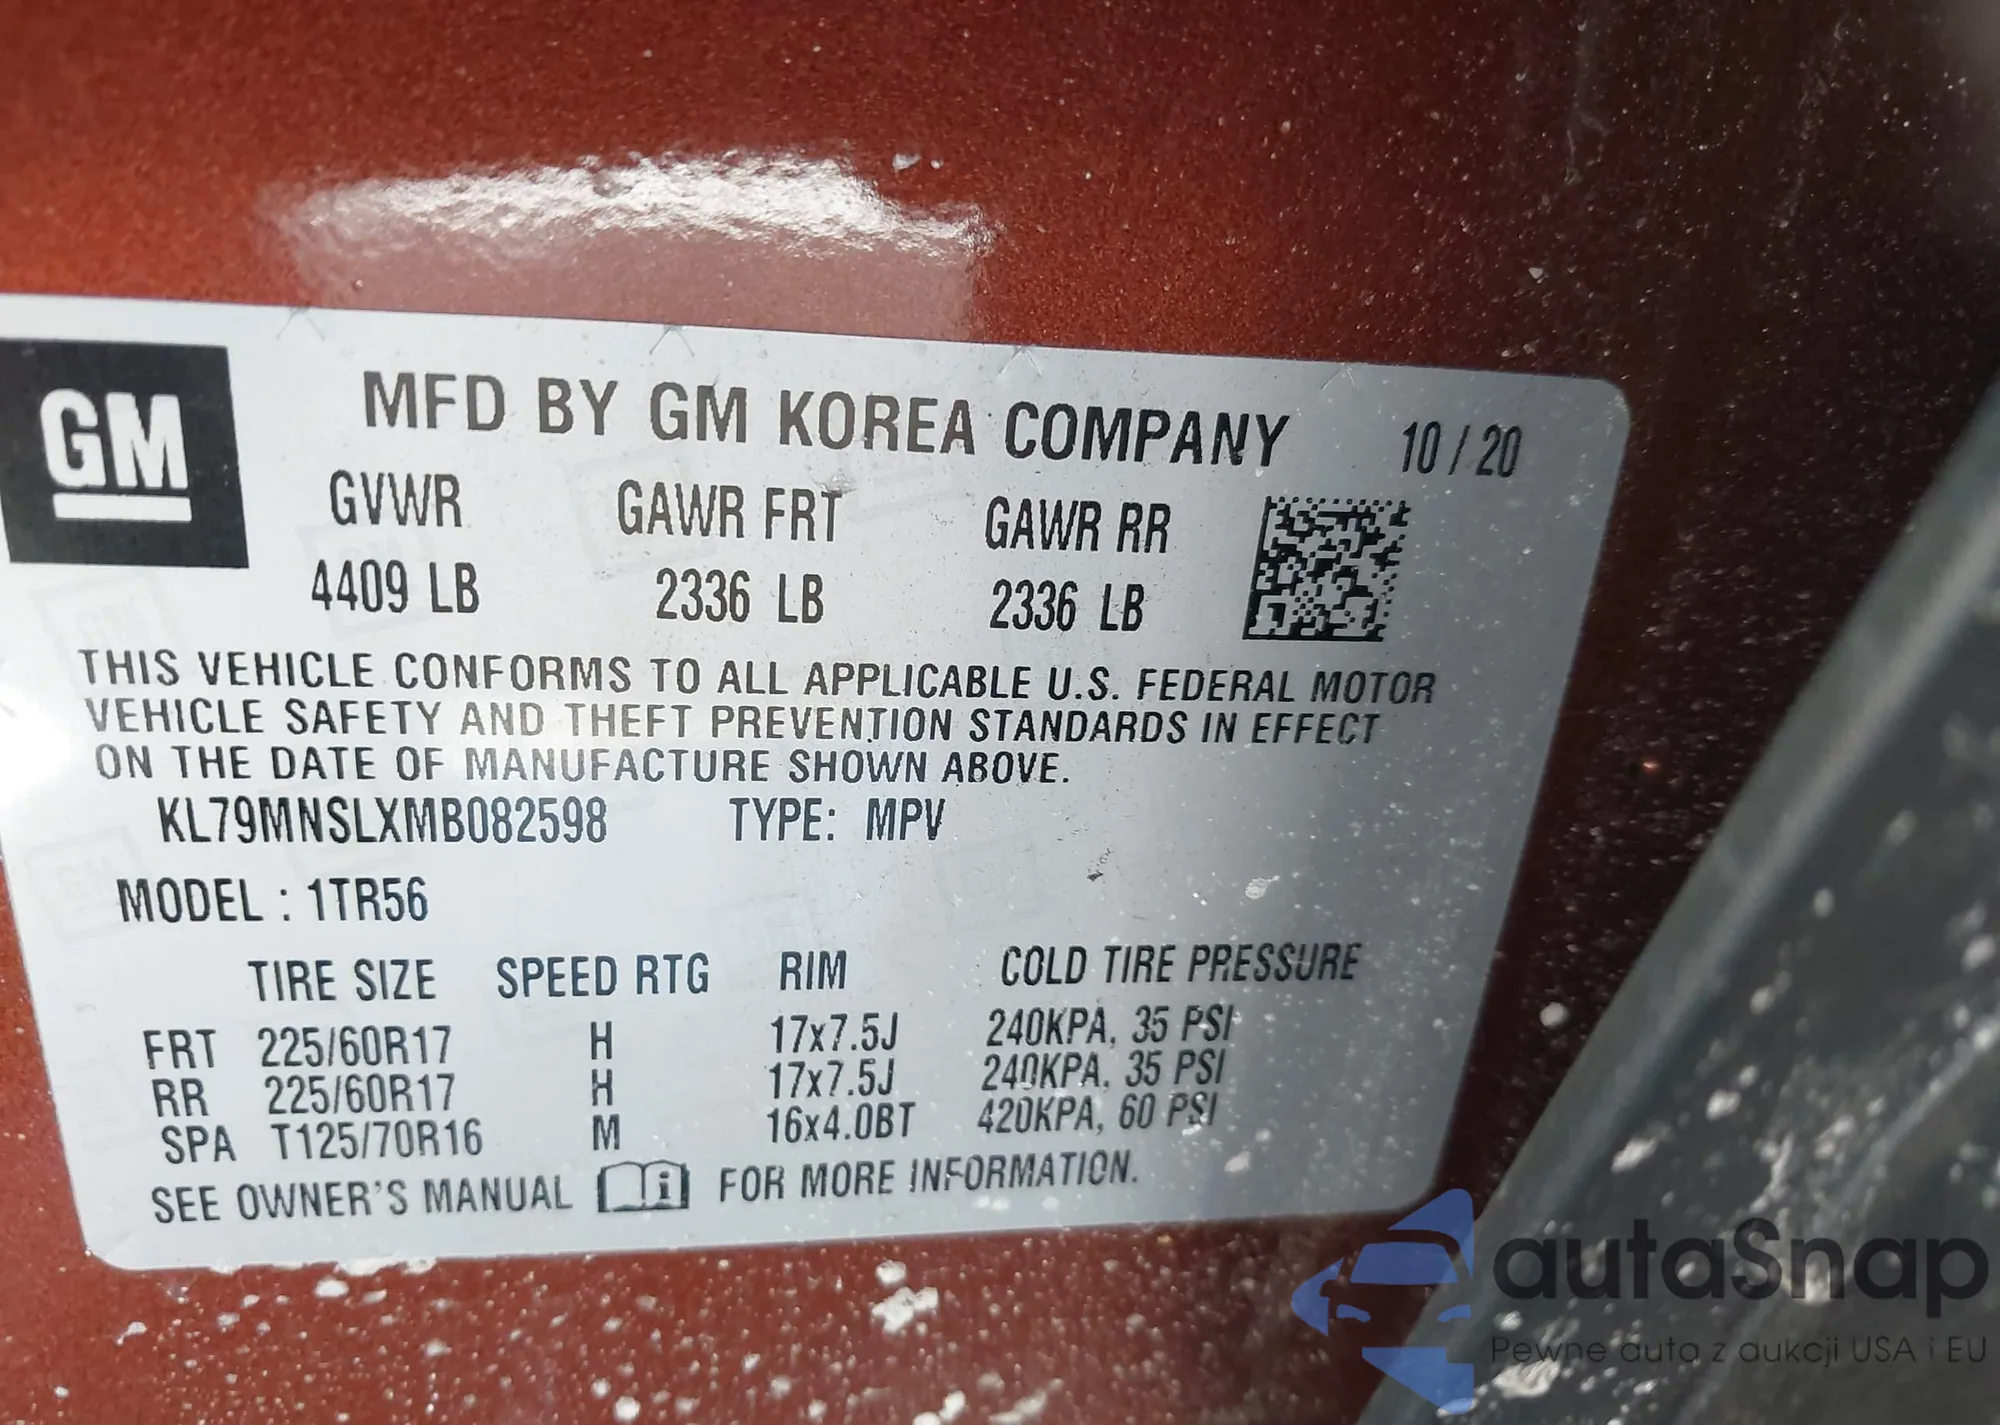 GM
MFD BY GM KOREA COMPANY 10 / 20
GVWR GAWR FRT GAWR RR
4409 LB 2336 LB 2336 LB
THIS VEHICLE CONFORMS TO ALL APPLICABLE U.S. FEDERAL MOTOR
VEHICLE SAFETY AND THEFT PREVENTION STANDARDS IN EFFECT
ON THE DATE OF MANUFACTURE SHOWN ABOVE.
KL79MNSLXMB082598 TYPE: MPV
MODEL : 1TR56
TIRE SIZE SPEED RTG RIM COLD TIRE PRESSURE
FRT 225/60R17 H 17x7.5J 240KPA, 35 PSI
RR 225/60R17 H 17x7.5J 240KPA, 35 PSI
SPA T125/70R16 M 16x4.0BT 420KPA, 60 PSI
SEE OWNER'S MANUAL FOR MORE INFORMATION.
autaSnap
Pewne auta z aukcji USA i EU